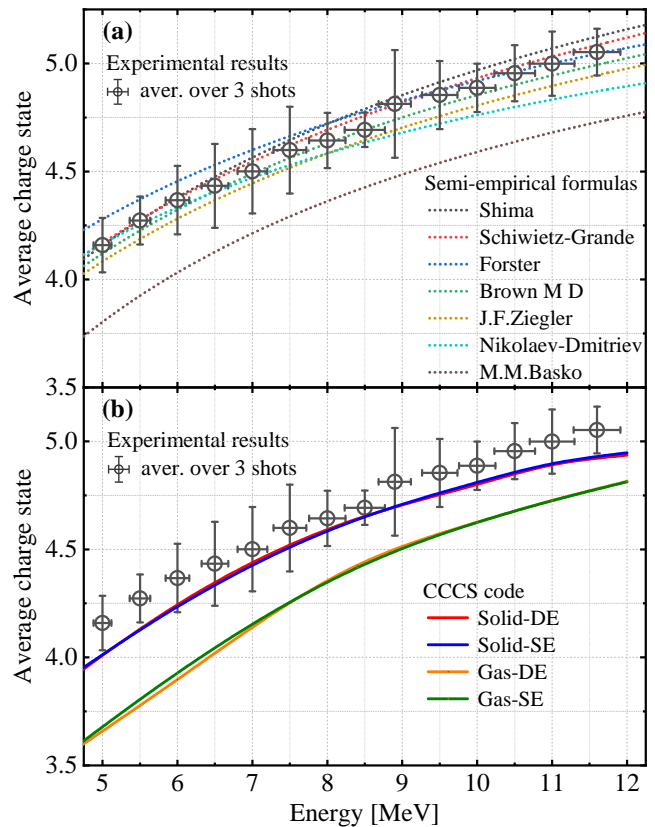 (a)
Experimental results
aver. over 3 shots
5.0
4.5
4.0
3.5
Average charge state
Semi-empirical formulas
Shima
Schiwietz-Grande
Forster
Brown M D
J.F.Ziegler
Nikolaev-Dmitriev
M.M.Basko
(b)
Experimental results
aver. over 3 shots
5.0
4.5
4.0
3.5
Average charge state
CCCS code
Solid-DE
Solid-SE
Gas-DE
Gas-SE
5 6 7 8 9 10 11 12
Energy [MeV]